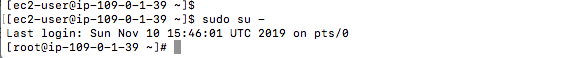 [ec2-user@ip-109-0-1-39 ~]$
[ec2-user@ip-109-0-1-39 ~]$ sudo su -
Last login: Sun Nov 10 15:46:01 UTC 2019 on pts/0
[root@ip-109-0-1-39 ~]#